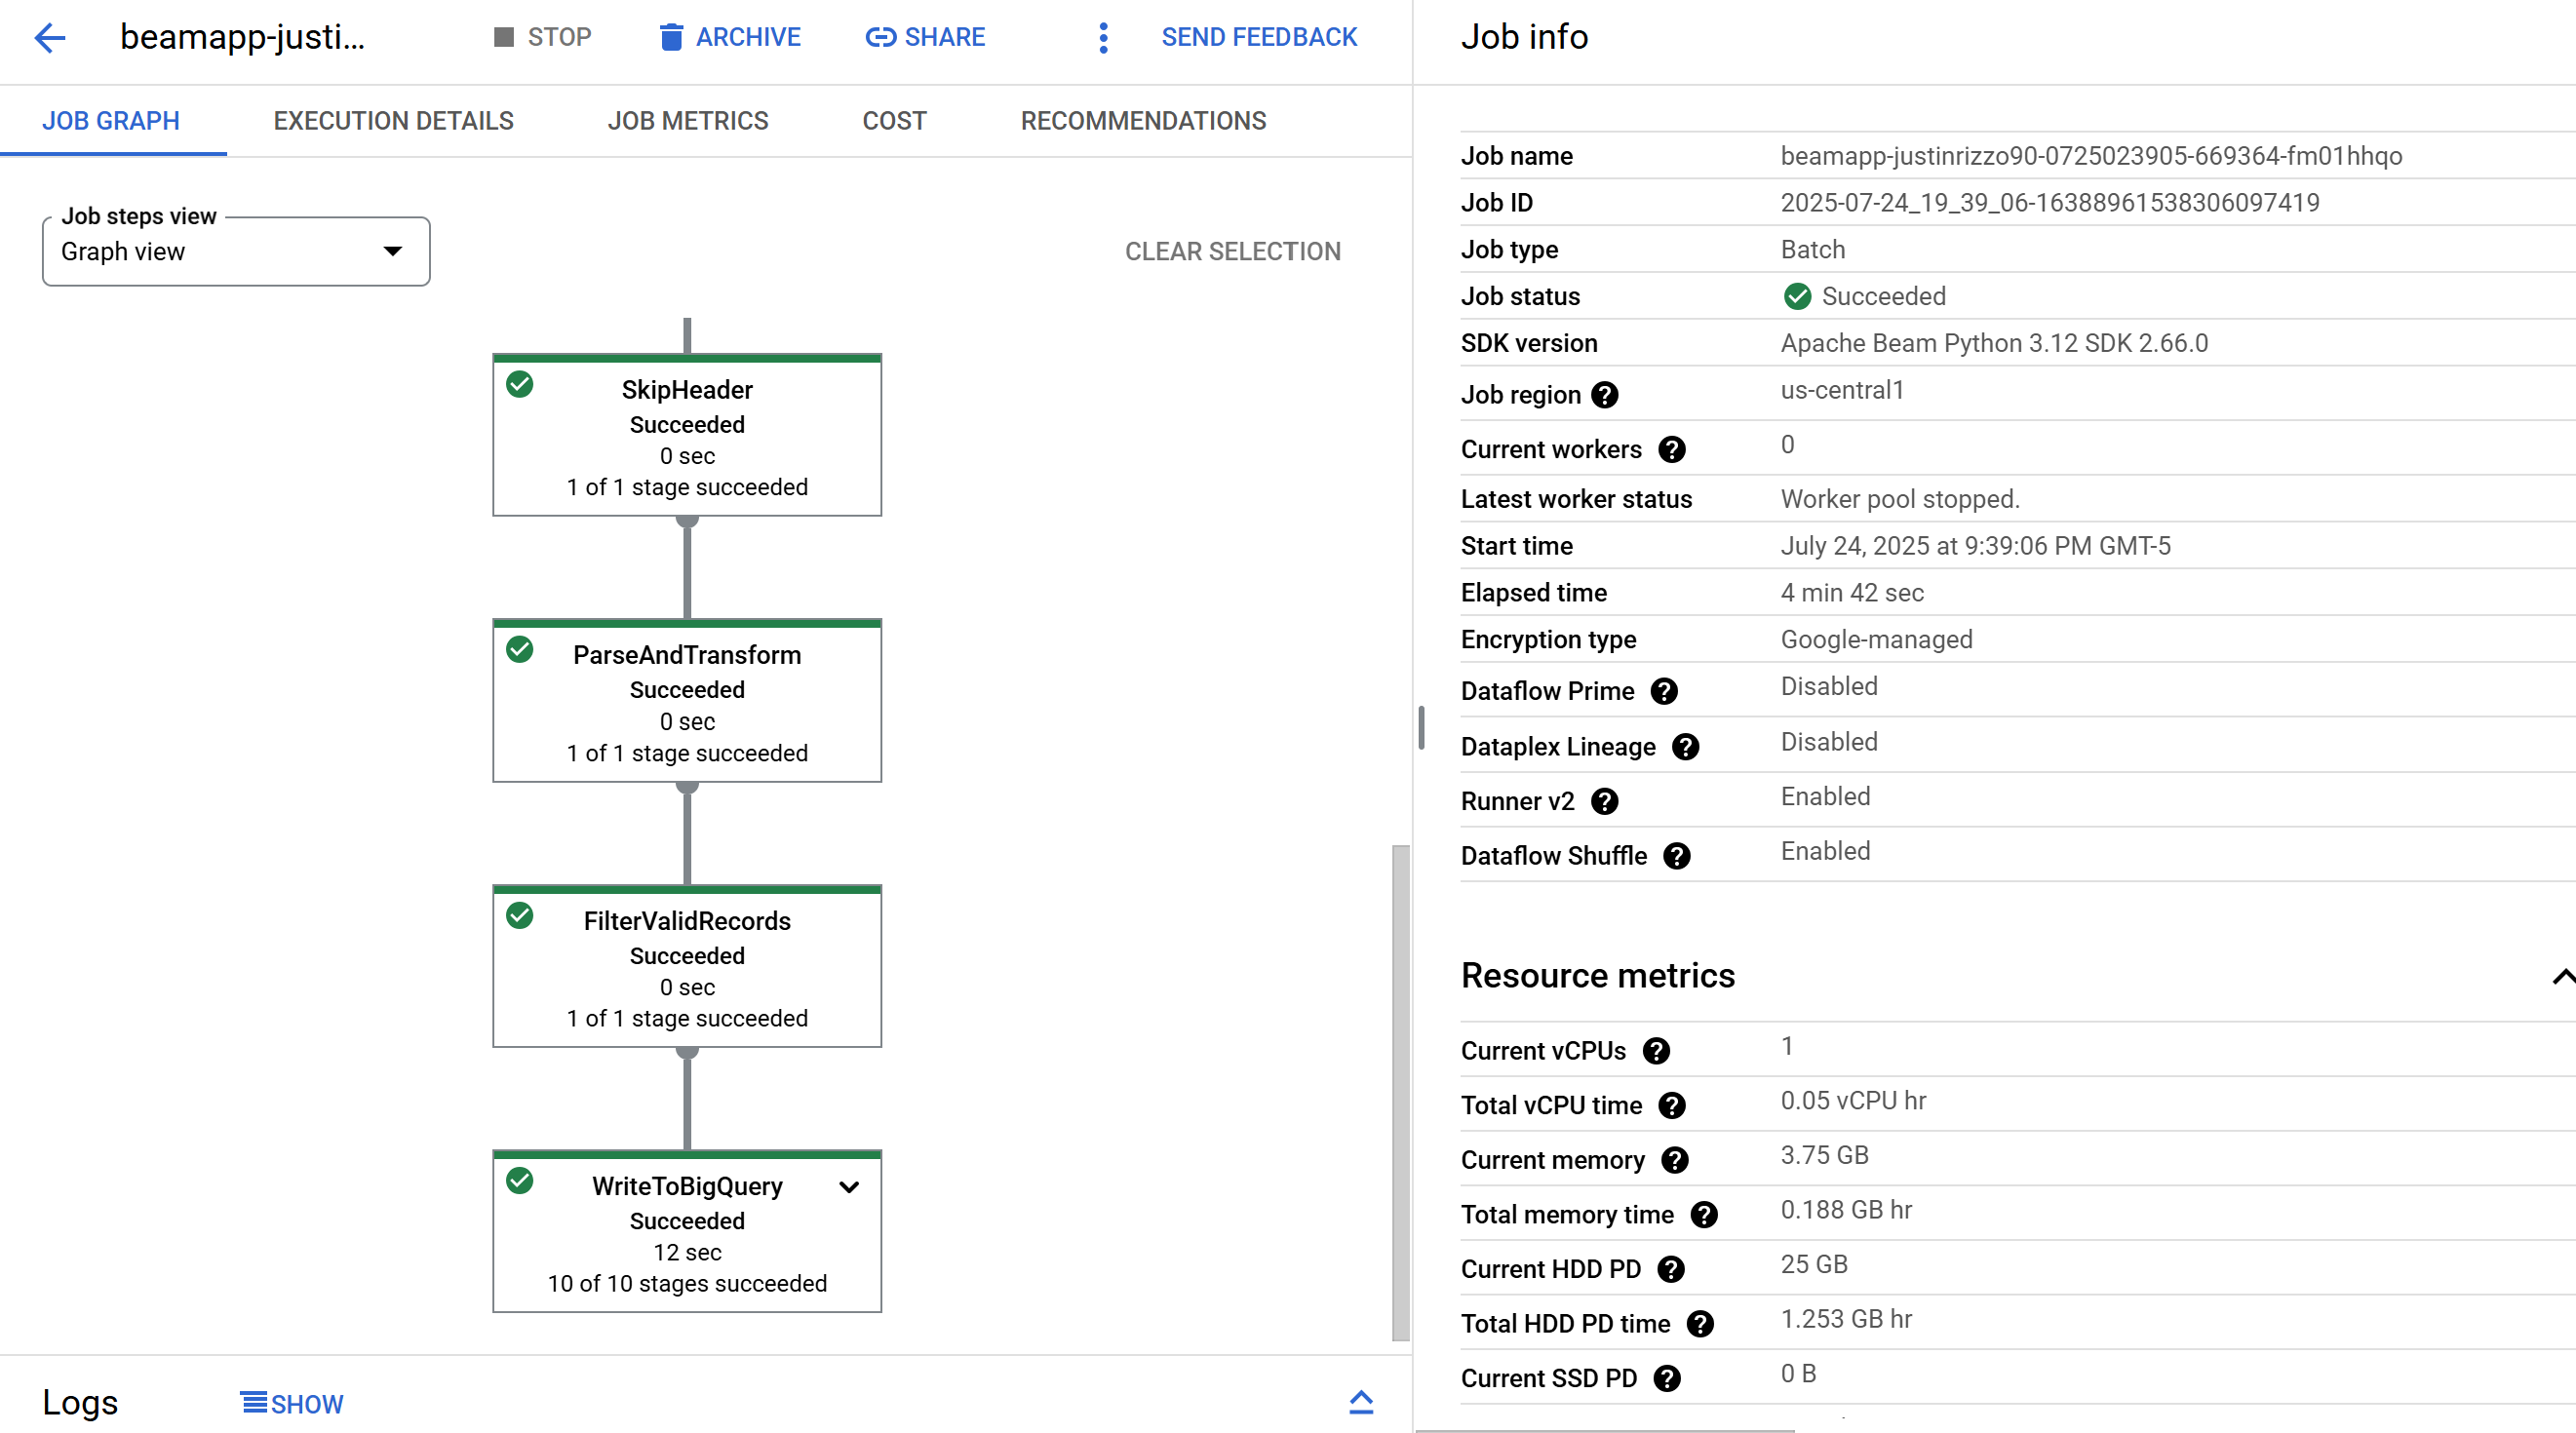 beamapp-justi...
STOP
ARCHIVE
SHARE
SEND FEEDBACK
JOB GRAPH
EXECUTION DETAILS
JOB METRICS
COST
RECOMMENDATIONS
Job steps view
Graph view
CLEAR SELECTION
SkipHeader
Succeeded
0 sec
1 of 1 stage succeeded
ParseAndTransform
Succeeded
0 sec
1 of 1 stage succeeded
FilterValidRecords
Succeeded
0 sec
1 of 1 stage succeeded
WriteToBigQuery
Succeeded
12 sec
10 of 10 stages succeeded
Logs
SHOW
Job info
Job name beamapp-justinrizzo90-0725023905-669364-fm01hhqo
Job ID 2025-07-24_19_39_06-16388961538306097419
Job type Batch
Job status Succeeded
SDK version Apache Beam Python 3.12 SDK 2.66.0
Job region us-central1
Current workers 0
Latest worker status Worker pool stopped.
Start time July 24, 2025 at 9:39:06 PM GMT-5
Elapsed time 4 min 42 sec
Encryption type Google-managed
Dataflow Prime Disabled
Dataplex Lineage Disabled
Runner v2 Enabled
Dataflow Shuffle Enabled
Resource metrics
Current vCPUs 1
Total vCPU time 0.05 vCPU hr
Current memory 3.75 GB
Total memory time 0.188 GB hr
Current HDD PD 25 GB
Total HDD PD time 1.253 GB hr
Current SSD PD 0 B